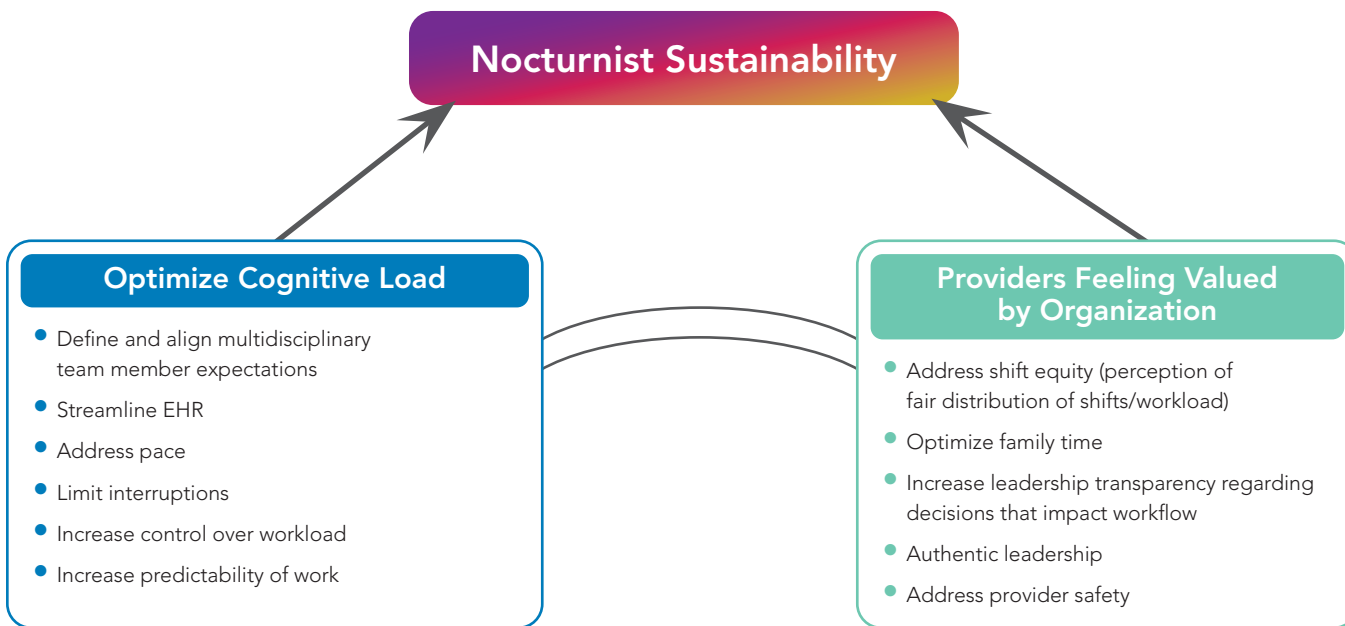 Nocturnist Sustainability
Optimize Cognitive Load
• Define and align multidisciplinary
team member expectations
• Streamline EHR
• Address pace
• Limit interruptions
• Increase control over workload
• Increase predictability of work
Providers Feeling Valued
by Organization
• Address shift equity (perception of
fair distribution of shifts/workload)
• Optimize family time
• Increase leadership transparency regarding
decisions that impact workflow
• Authentic leadership
• Address provider safety